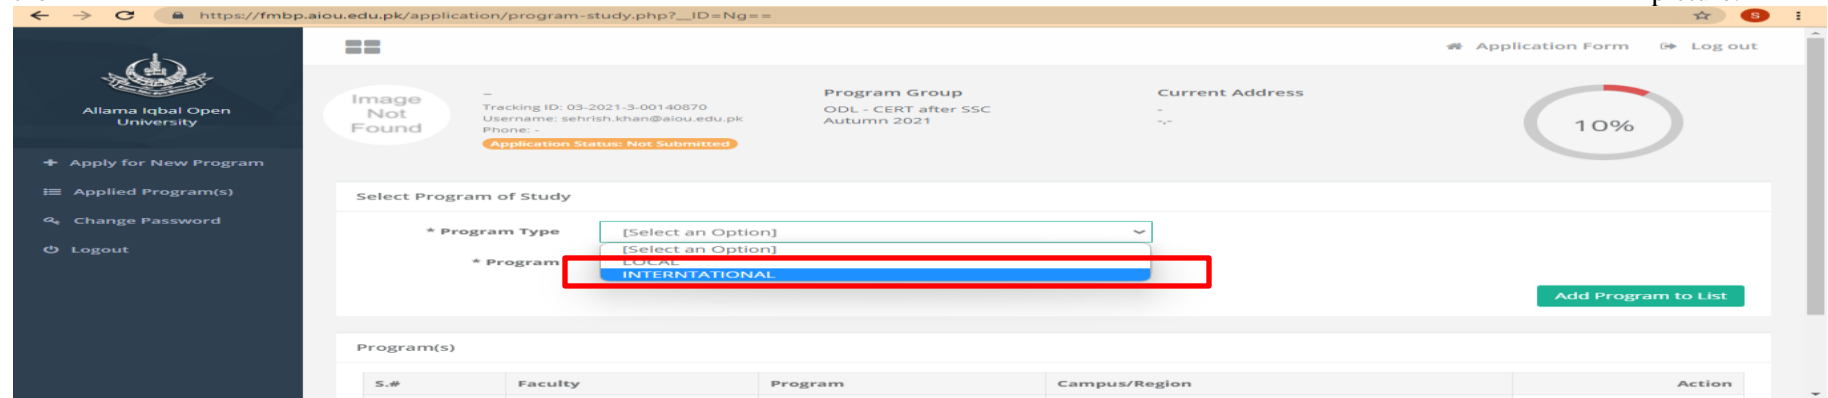 https://fmbp.aiou.edu.pk/application/program-study.php?__ID=Ng==
S
Application Form
Log out
Allama Iqbal Open
University
Apply for New Program
Applied Program(s)
Change Password
Logout
Image
Not
Found
–
Tracking ID: 03-2021-3-00140870
Username: sehrish.khan@aiou.edu.pk
Phone: -
Application Status: Not Submitted
Program Group
ODL - CERT after SSC
Autumn 2021
Current Address
-
-,-
10%
Select Program of Study
* Program Type
[Select an Option]
[Select an Option]
* Program
LOCAL
INTERNTATIONAL
Add Program to List
Program(s)
S.# Faculty Program Campus/Region Action